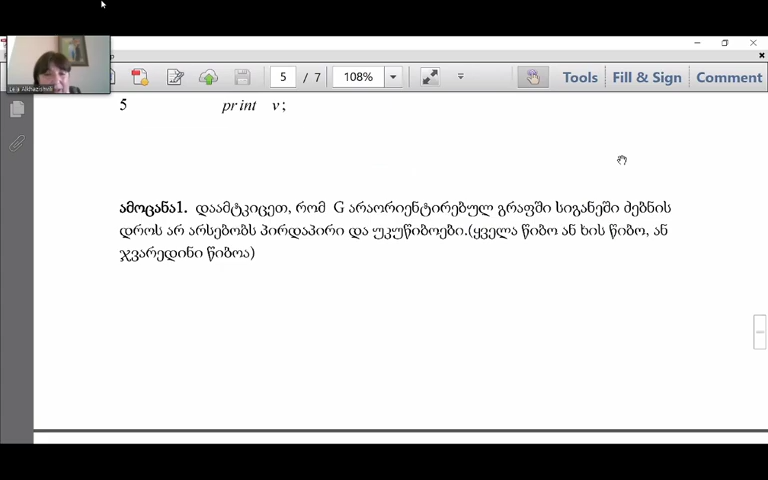 5 / 7 108% Tools Fill & Sign Comment
5 print v;
ამოცანა1. დაამტკიცეთ, რომ G არაორიენტირებულ გრაფში სიგანეში ძებნის
დროს არ არსებობს პირდაპირი და უკუწიბოები.(ყველა წიბო ან ხის წიბო, ან
ჯვარედინი წიბოა)